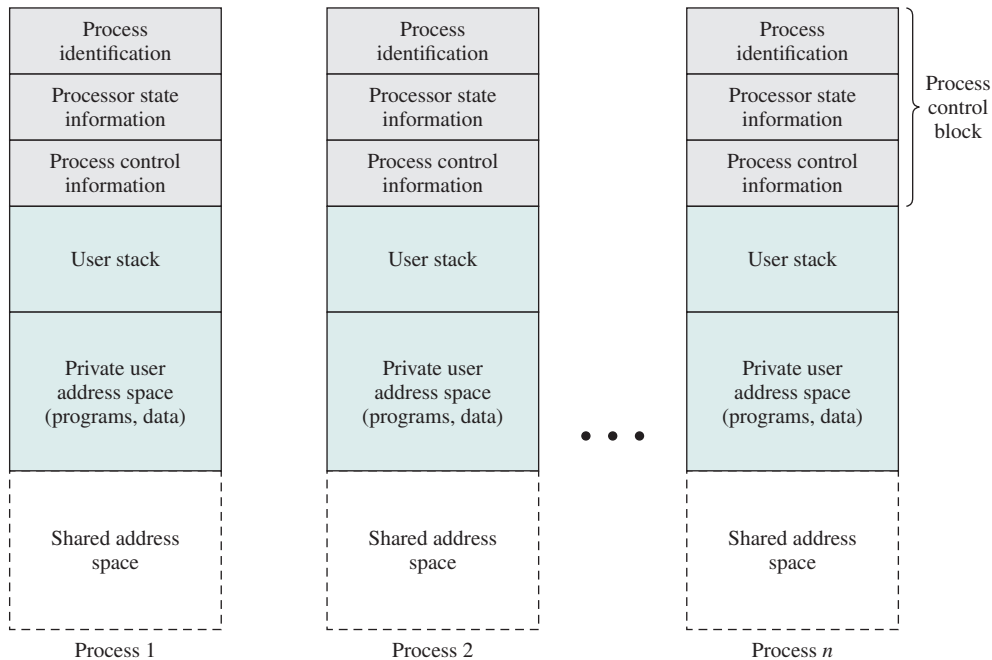 Process
identification
Processor state
information
Process control
information
User stack
Private user
address space
(programs, data)
Shared address
space
Process 1
Process
identification
Processor state
information
Process control
information
User stack
Private user
address space
(programs, data)
Shared address
space
Process 2
Process
identification
Processor state
information
Process control
information
User stack
Private user
address space
(programs, data)
Shared address
space
Process n
Process
control
block